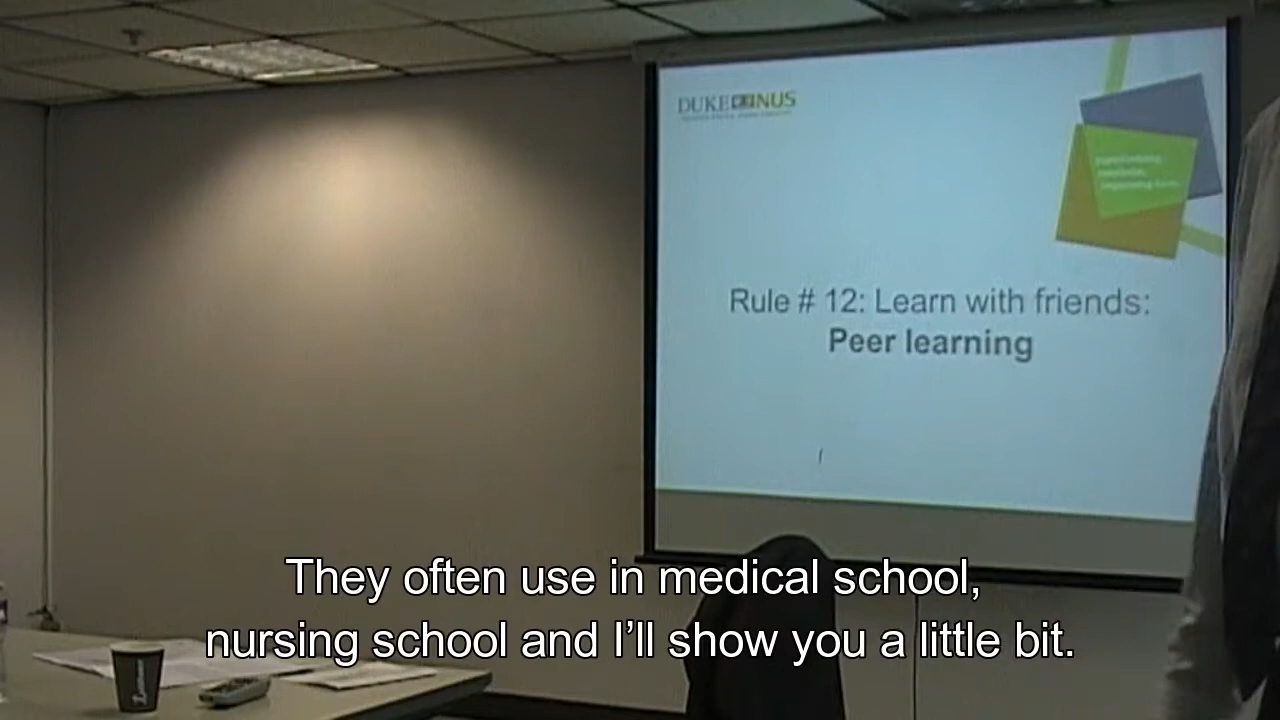 DUKE NUS
Rule # 12: Learn with friends:
Peer learning
They often use in medical school,
nursing school and I’ll show you a little bit.